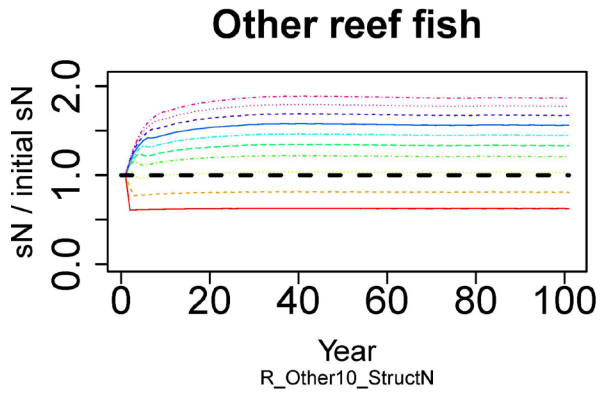 Other reef fish
sN / initial sN
2.0
1.0
0.0
0 20 40 60 80 100
Year
R_Other10_StructN